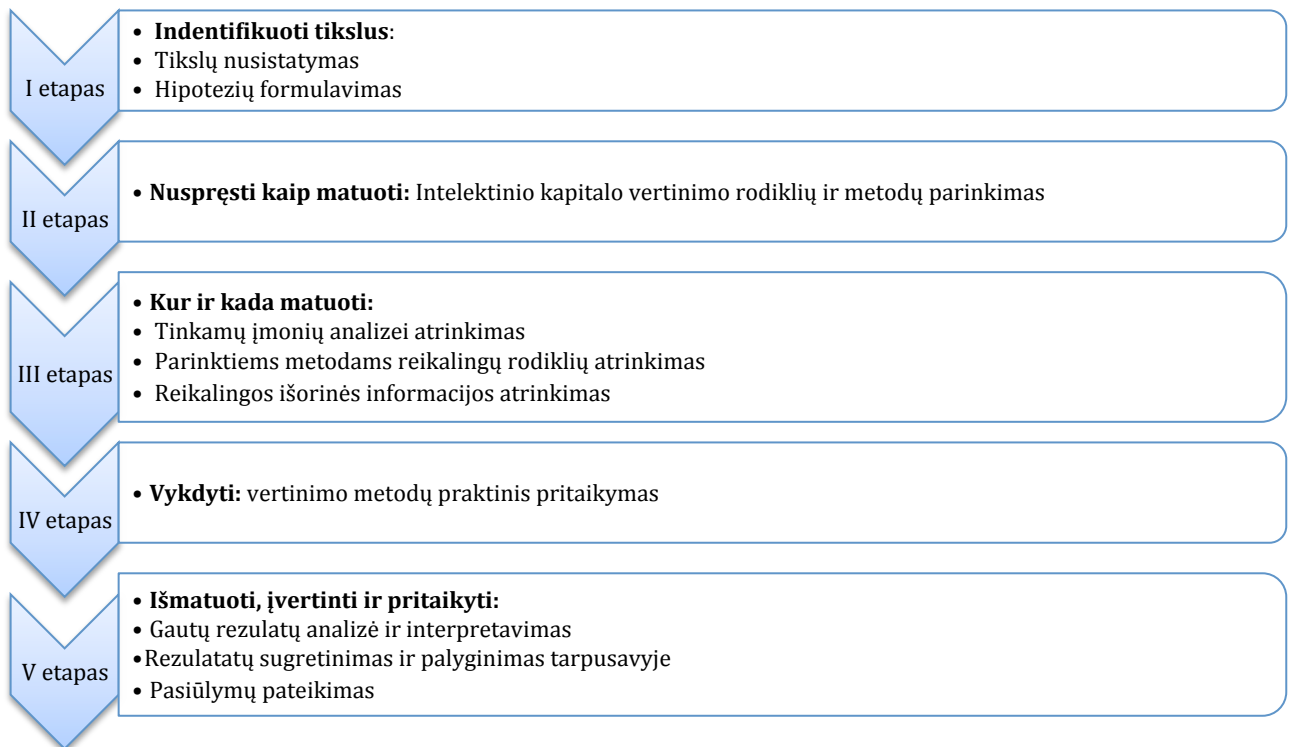 I etapas
• Indentifikuoti tikslus:
• Tikslų nusistatymas
• Hipotezių formulavimas
II etapas
• Nuspręsti kaip matuoti: Intelektinio kapitalo vertinimo rodiklių ir metodų parinkimas
III etapas
• Kur ir kada matuoti:
• Tinkamų įmonių analizei atrinkimas
• Parinktiems metodams reikalingų rodiklių atrinkimas
• Reikalingos išorinės informacijos atrinkimas
IV etapas
• Vykdyti: vertinimo metodų praktinis pritaikymas
V etapas
• Išmatuoti, įvertinti ir pritaikyti:
• Gautų rezulatų analizė ir interpretavimas
•Rezulatatų sugretinimas ir palyginimas tarpusavyje
• Pasiūlymų pateikimas